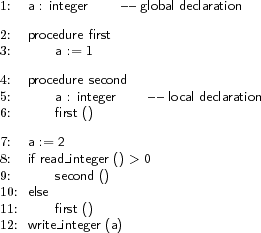 1: a : integer –– global declaration
2: procedure first
3: a := 1
4: procedure second
5: a : integer –– local declaration
6: first ()
7: a := 2
8: if read_integer () > 0
9: second ()
10: else
11: first ()
12: write_integer (a)